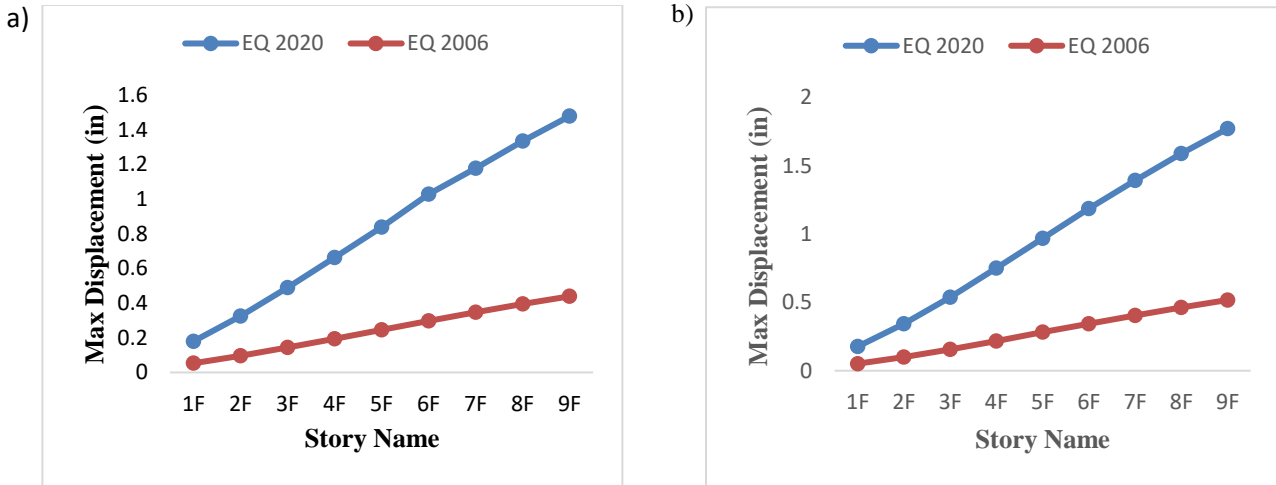 a)
EQ 2020 EQ 2006
Max Displacement (in)
1.6
1.4
1.2
1
0.8
0.6
0.4
0.2
0
1F 2F 3F 4F 5F 6F 7F 8F 9F
Story Name
b)
EQ 2020 EQ 2006
Max Displacement (in)
2
1.5
1
0.5
0
1F 2F 3F 4F 5F 6F 7F 8F 9F
Story Name